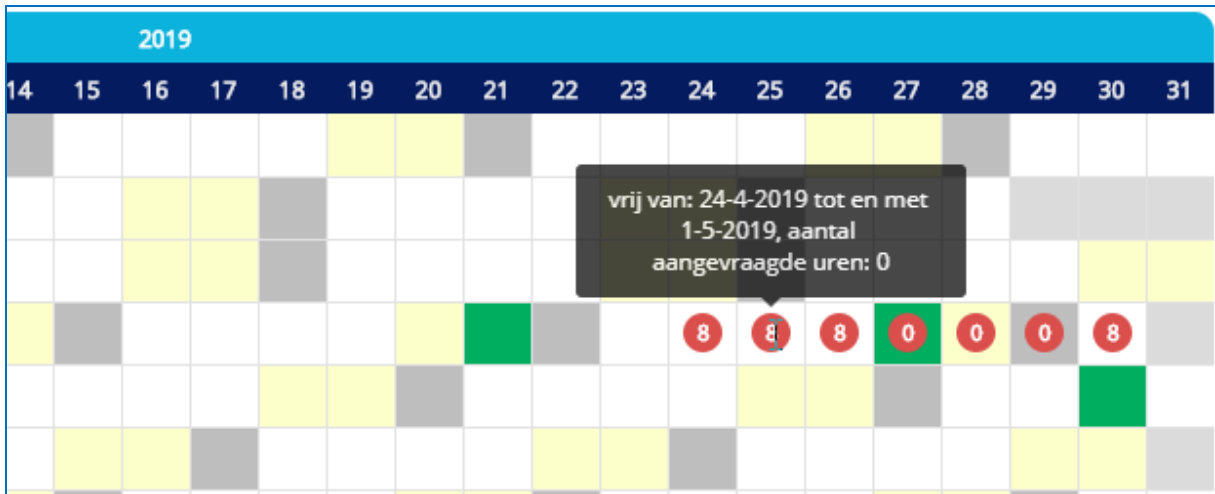 2019
14 15 16 17 18 19 20 21 22 23 24 25 26 27 28 29 30 31
vrij van: 24-4-2019 tot en met
1-5-2019, aantal
aangevraagde uren: 0
8 8 8 0 0 0 8